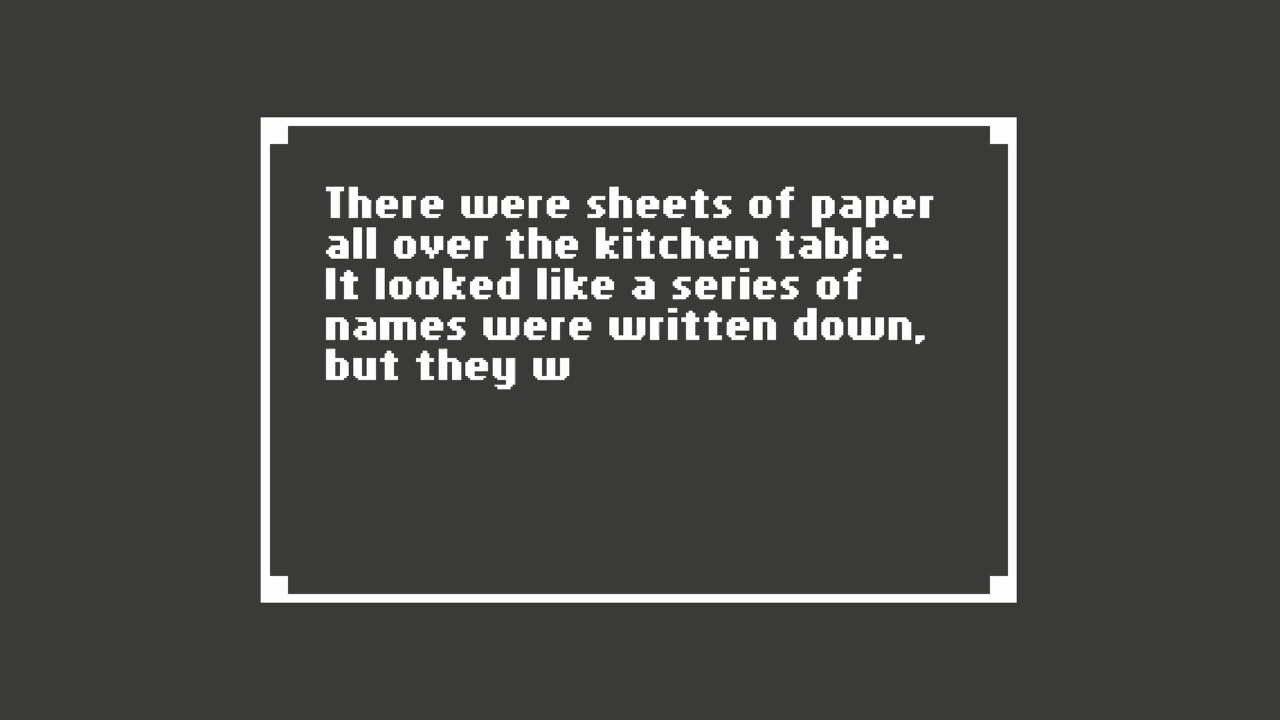 There were sheets of paper
all over the kitchen table.
It looked like a series of
names were written down,
but they w